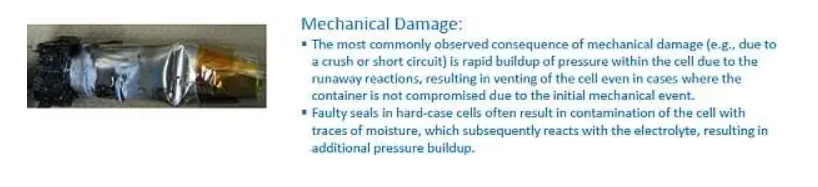 Mechanical Damage:
▪ The most commonly observed consequence of mechanical damage (e.g., due to
a crush or short circuit) is rapid buildup of pressure within the cell due to the
runaway reactions, resulting in venting of the cell even in cases where the
container is not compromised due to the initial mechanical event.
▪ Faulty seals in hard-case cells often result in contamination of the cell with
traces of moisture, which subsequently reacts with the electrolyte, resulting in
additional pressure buildup.